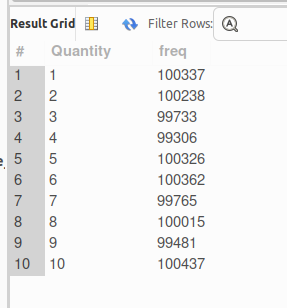 Result Grid Filter Rows:
# Quantity freq
1 1 100337
2 2 100238
3 3 99733
4 4 99306
5 5 100326
6 6 100362
7 7 99765
8 8 100015
9 9 99481
10 10 100437